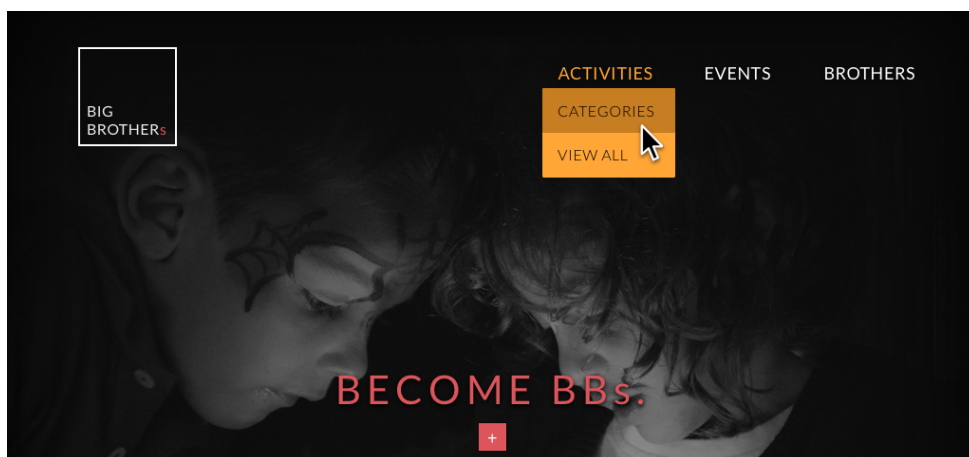 BIG
BROTHERs
ACTIVITIES
EVENTS
BROTHERS
CATEGORIES
VIEW ALL
BECOME BBs.
+